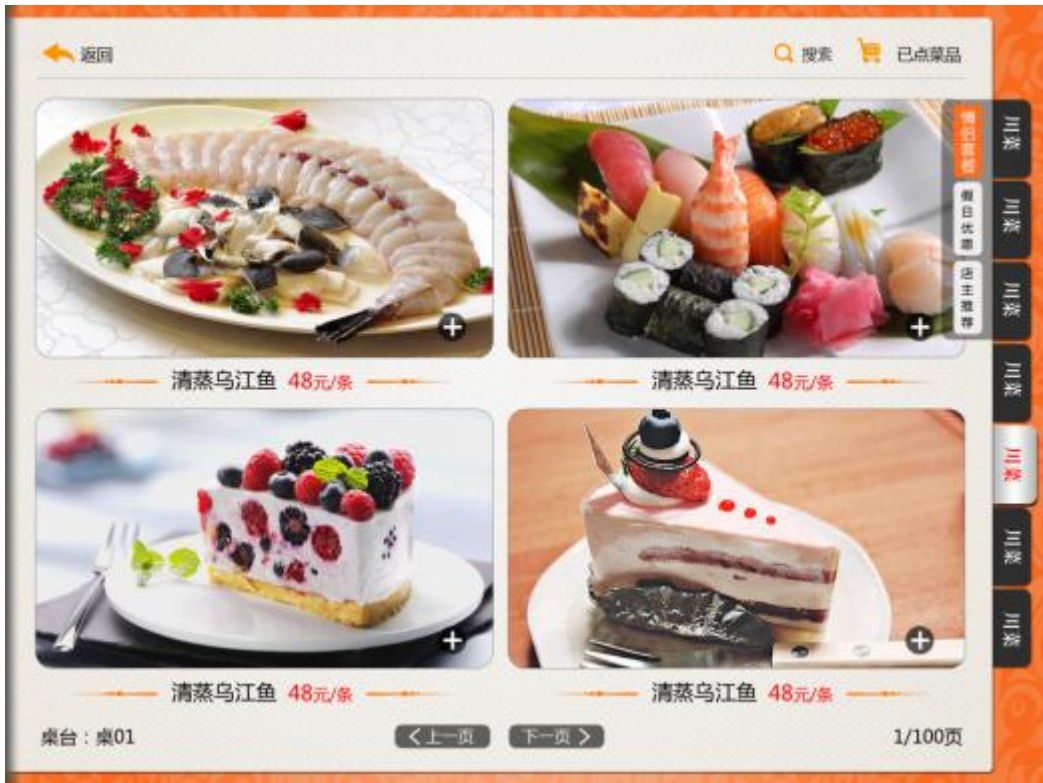 返回
搜索
已点菜品
情侣套餐
假日优惠
店主推荐
川菜
川菜
川菜
川菜
川菜
川菜
川菜
清蒸乌江鱼 48元/条
清蒸乌江鱼 48元/条
清蒸乌江鱼 48元/条
清蒸乌江鱼 48元/条
桌台：桌01
上一页
下一页
1/100页